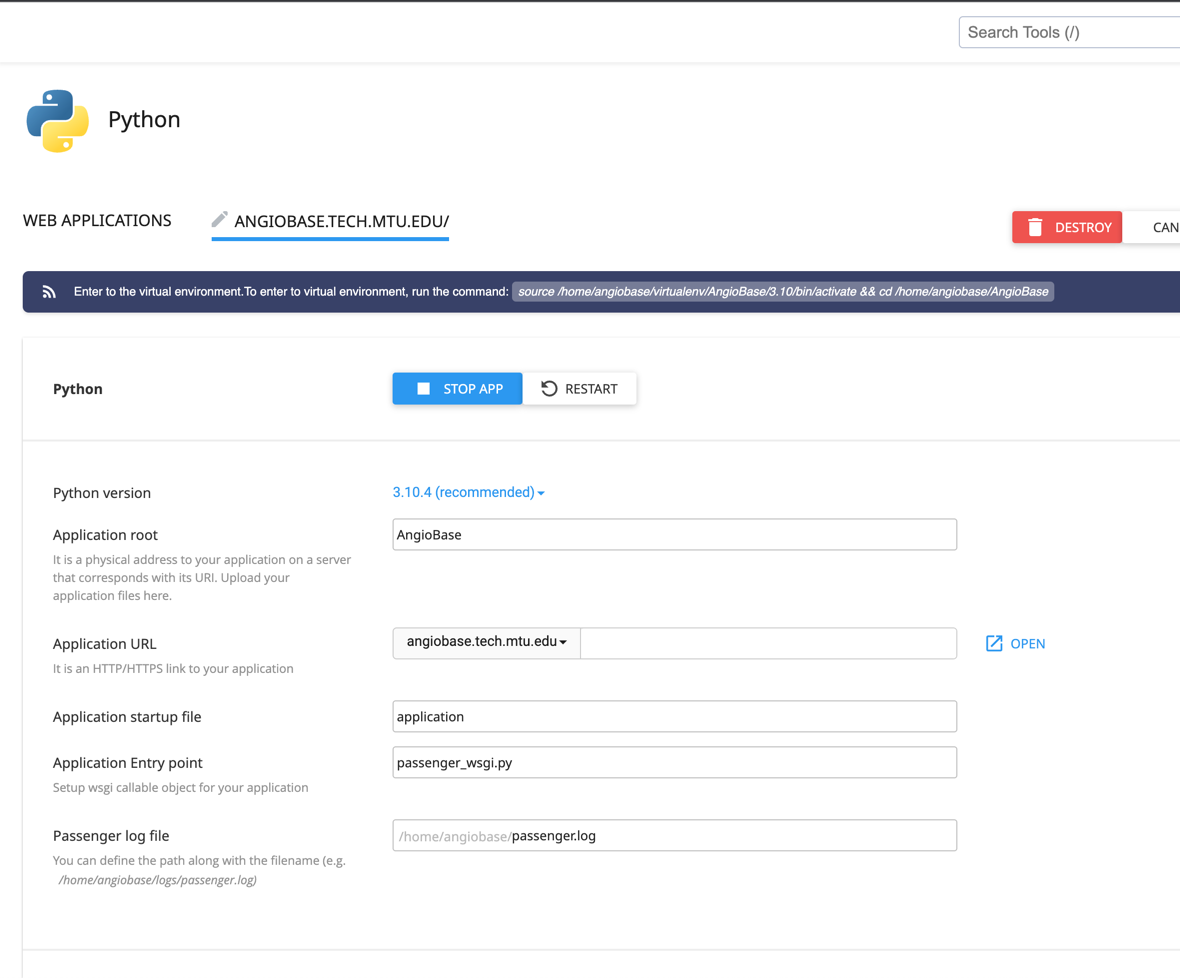 Search Tools (/)
Python
WEB APPLICATIONS
ANGIOBASE.TECH.MTU.EDU/
DESTROY
CAN
Enter to the virtual environment.To enter to virtual environment, run the command: source /home/angiobase/virtualenv/AngioBase/3.10/bin/activate && cd /home/angiobase/AngioBase
Python
STOP APP
RESTART
Python version
3.10.4 (recommended)
Application root
AngioBase
It is a physical address to your application on a server
that corresponds with its URI. Upload your
application files here.
Application URL
angiobase.tech.mtu.edu
OPEN
It is an HTTP/HTTPS link to your application
Application startup file
application
Application Entry point
passenger_wsgi.py
Setup wsgi callable object for your application
Passenger log file
/home/angiobase/passenger.log
You can define the path along with the filename (e.g.
/home/angiobase/logs/passenger.log)